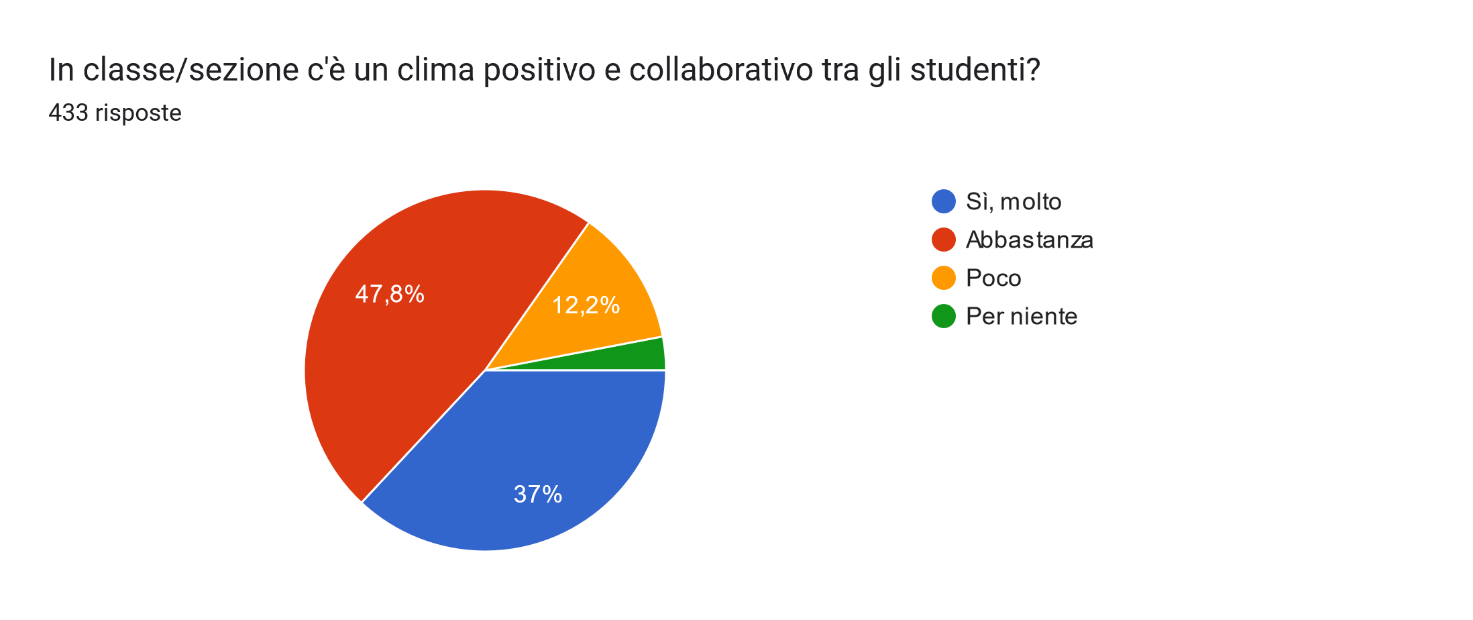 In classe/sezione c'è un clima positivo e collaborativo tra gli studenti?
433 risposte
Sì, molto
Abbastanza
Poco
Per niente
47,8%
12,2%
37%